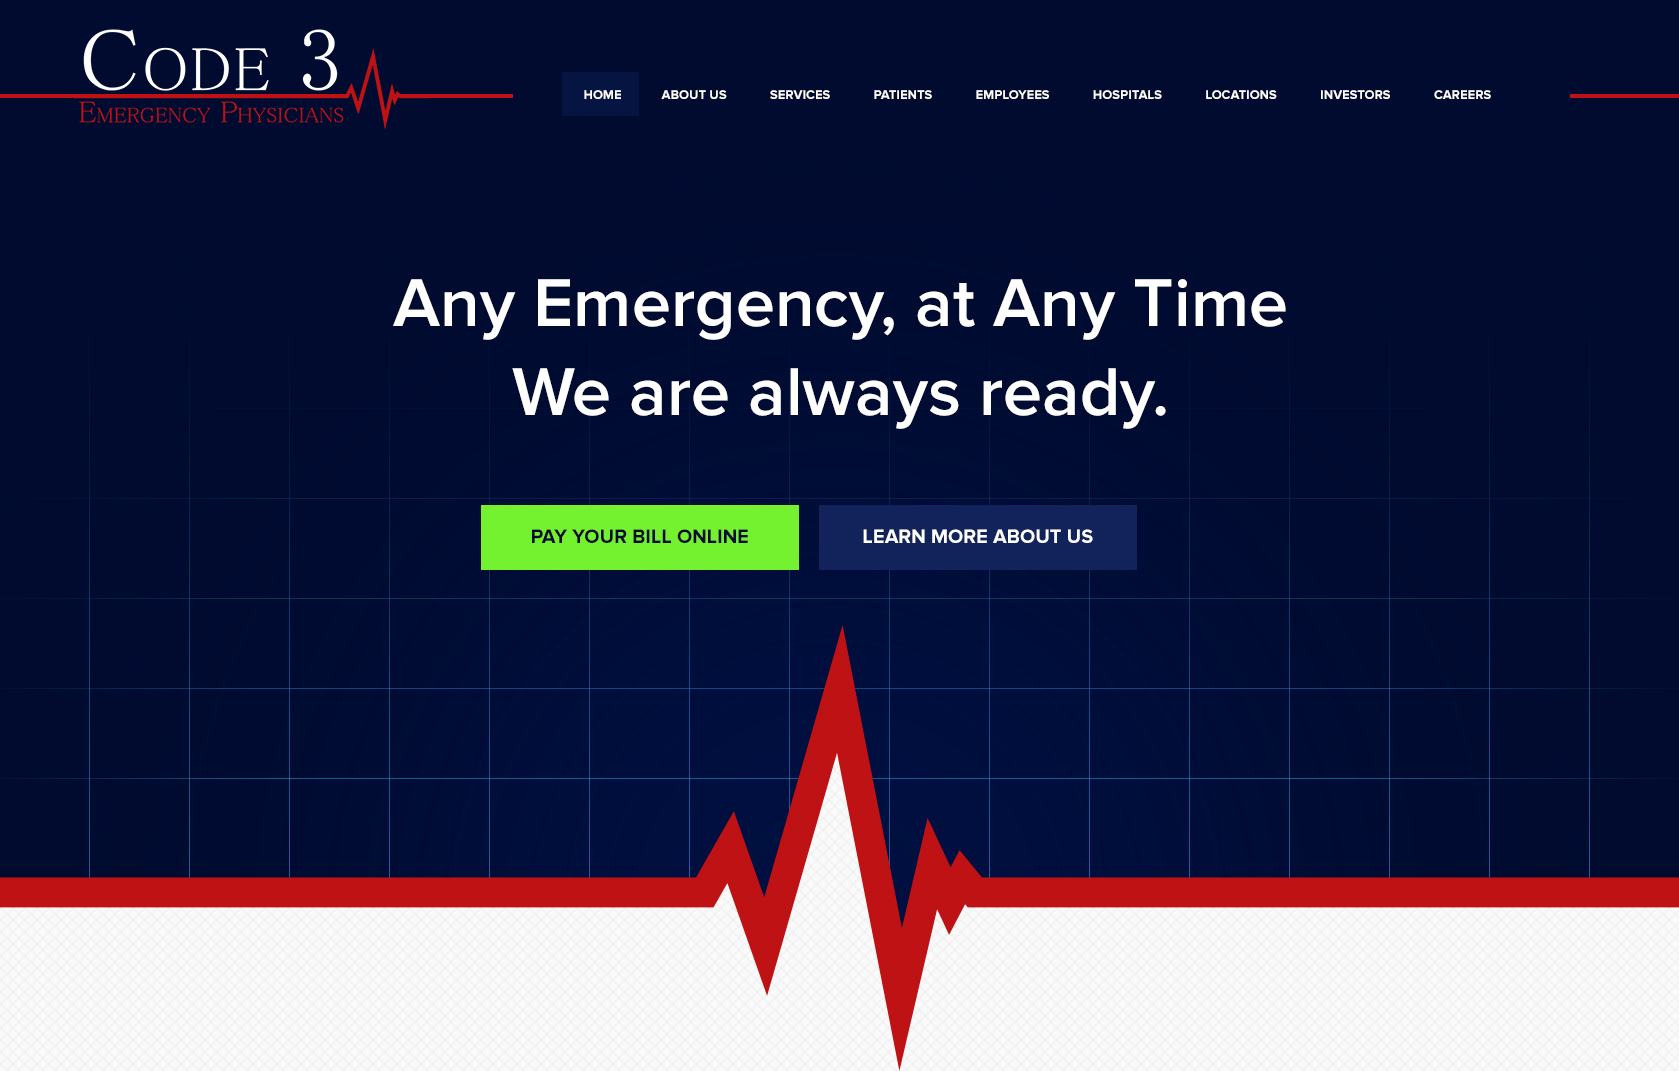 Code 3
Emergency Physicians
HOME ABOUT US SERVICES PATIENTS EMPLOYEES HOSPITALS LOCATIONS INVESTORS CAREERS
Any Emergency, at Any Time
We are always ready.
PAY YOUR BILL ONLINE LEARN MORE ABOUT US